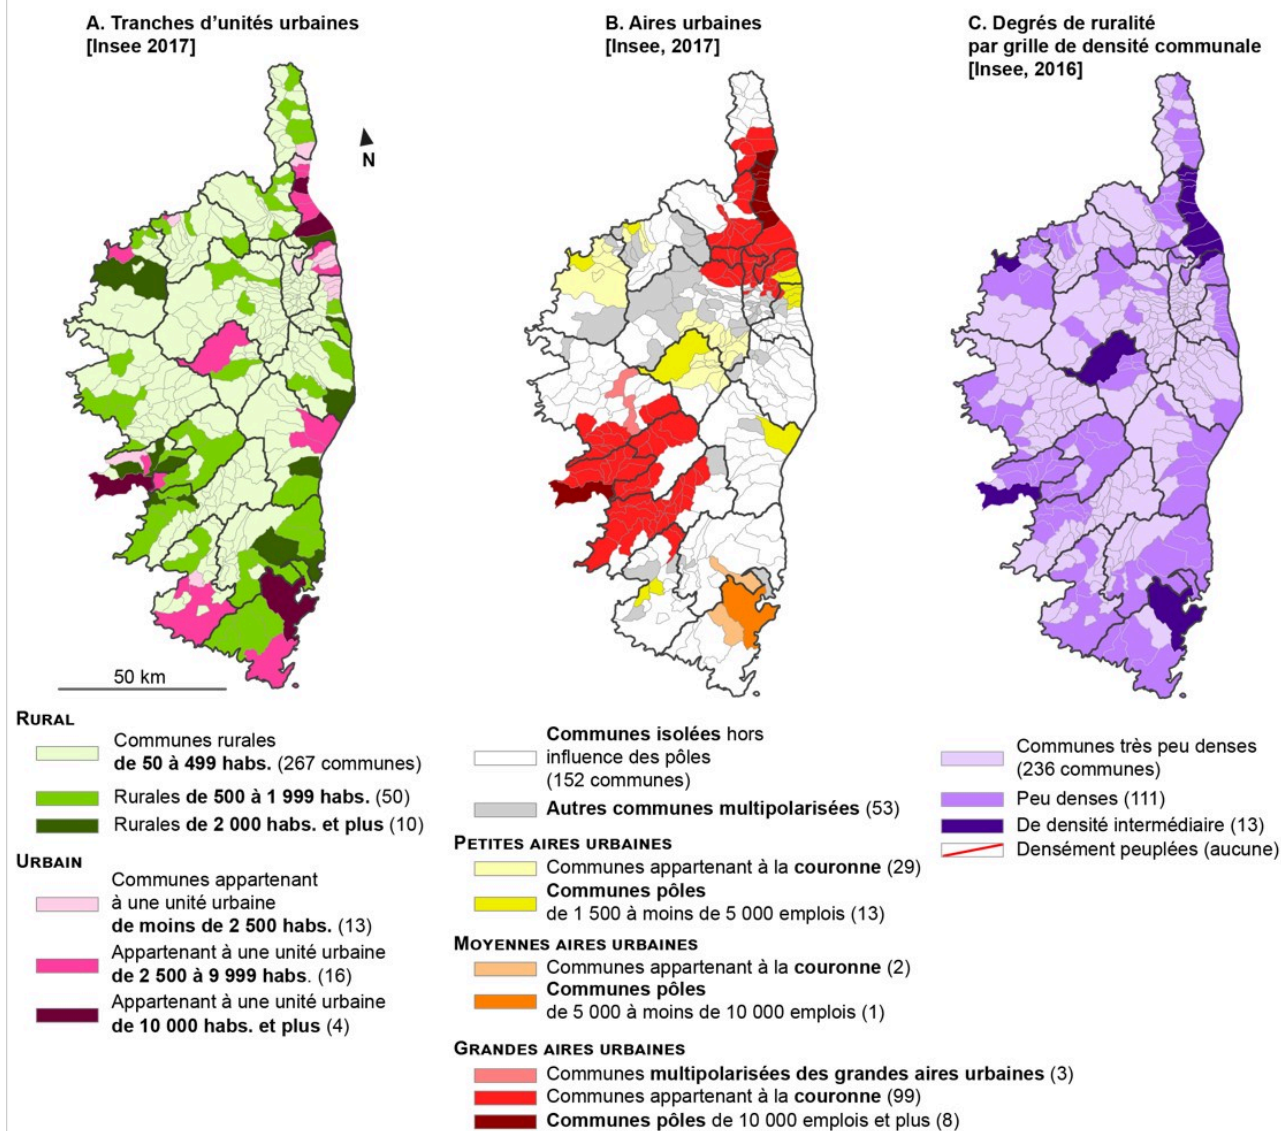 A. Tranches d’unités urbaines
[Insee 2017]
B. Aires urbaines
[Insee, 2017]
C. Degrés de ruralité
par grille de densité communale
[Insee, 2016]
N
50 km
RURAL
Communes rurales
de 50 à 499 habs. (267 communes)
Rurales de 500 à 1 999 habs. (50)
Rurales de 2 000 habs. et plus (10)
URBAIN
Communes appartenant
à une unité urbaine
de moins de 2 500 habs. (13)
Appartenant à une unité urbaine
de 2 500 à 9 999 habs. (16)
Appartenant à une unité urbaine
de 10 000 habs. et plus (4)
Communes isolées hors
influence des pôles
(152 communes)
Autres communes multipolarisées (53)
PETITES AIRES URBAINES
Communes appartenant à la couronne (29)
Communes pôles
de 1 500 à moins de 5 000 emplois (13)
MOYENNES AIRES URBAINES
Communes appartenant à la couronne (2)
Communes pôles
de 5 000 à moins de 10 000 emplois (1)
GRANDES AIRES URBAINES
Communes multipolarisées des grandes aires urbaines (3)
Communes appartenant à la couronne (99)
Communes pôles de 10 000 emplois et plus (8)
Communes très peu denses
(236 communes)
Peu denses (111)
De densité intermédiaire (13)
Densément peuplées (aucune)